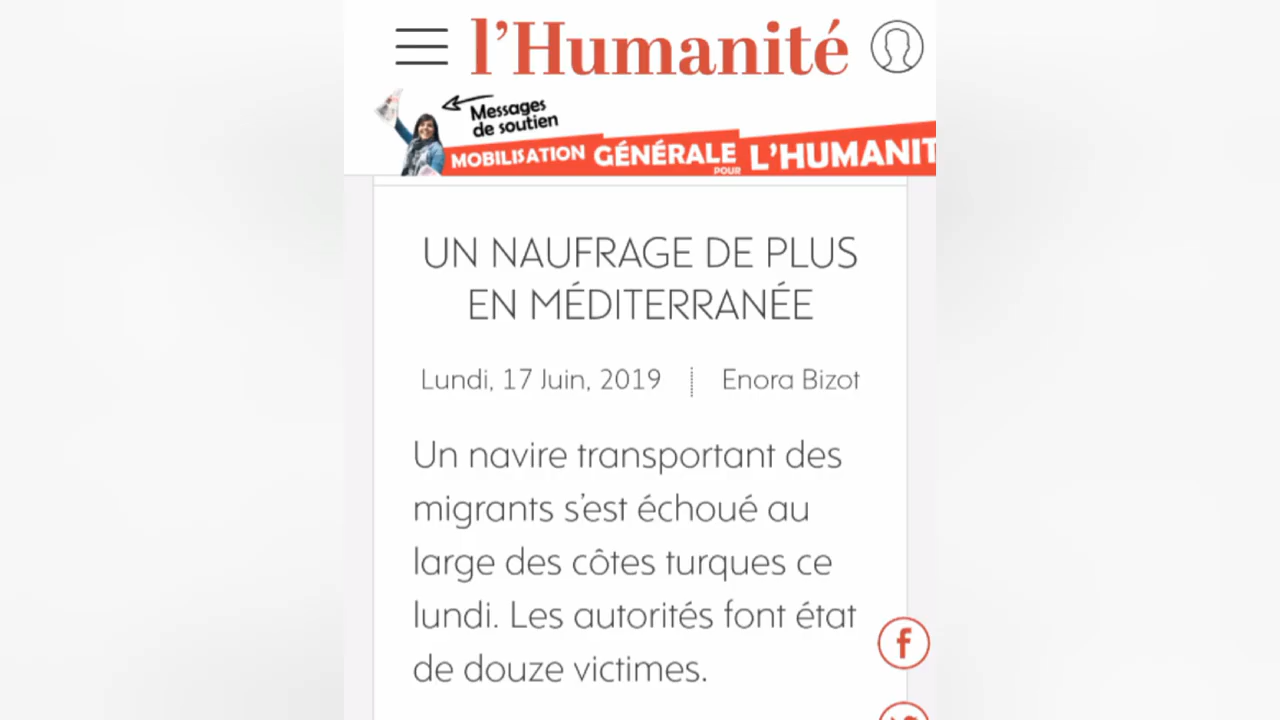 l'Humanité
Messages
de soutien
MOBILISATION GÉNÉRALE POUR L'HUMANIT
UN NAUFRAGE DE PLUS
EN MÉDITERRANÉE
Lundi, 17 Juin, 2019 Enora Bizot
Un navire transportant des
migrants s'est échoué au
large des côtes turques ce
lundi. Les autorités font état
de douze victimes.